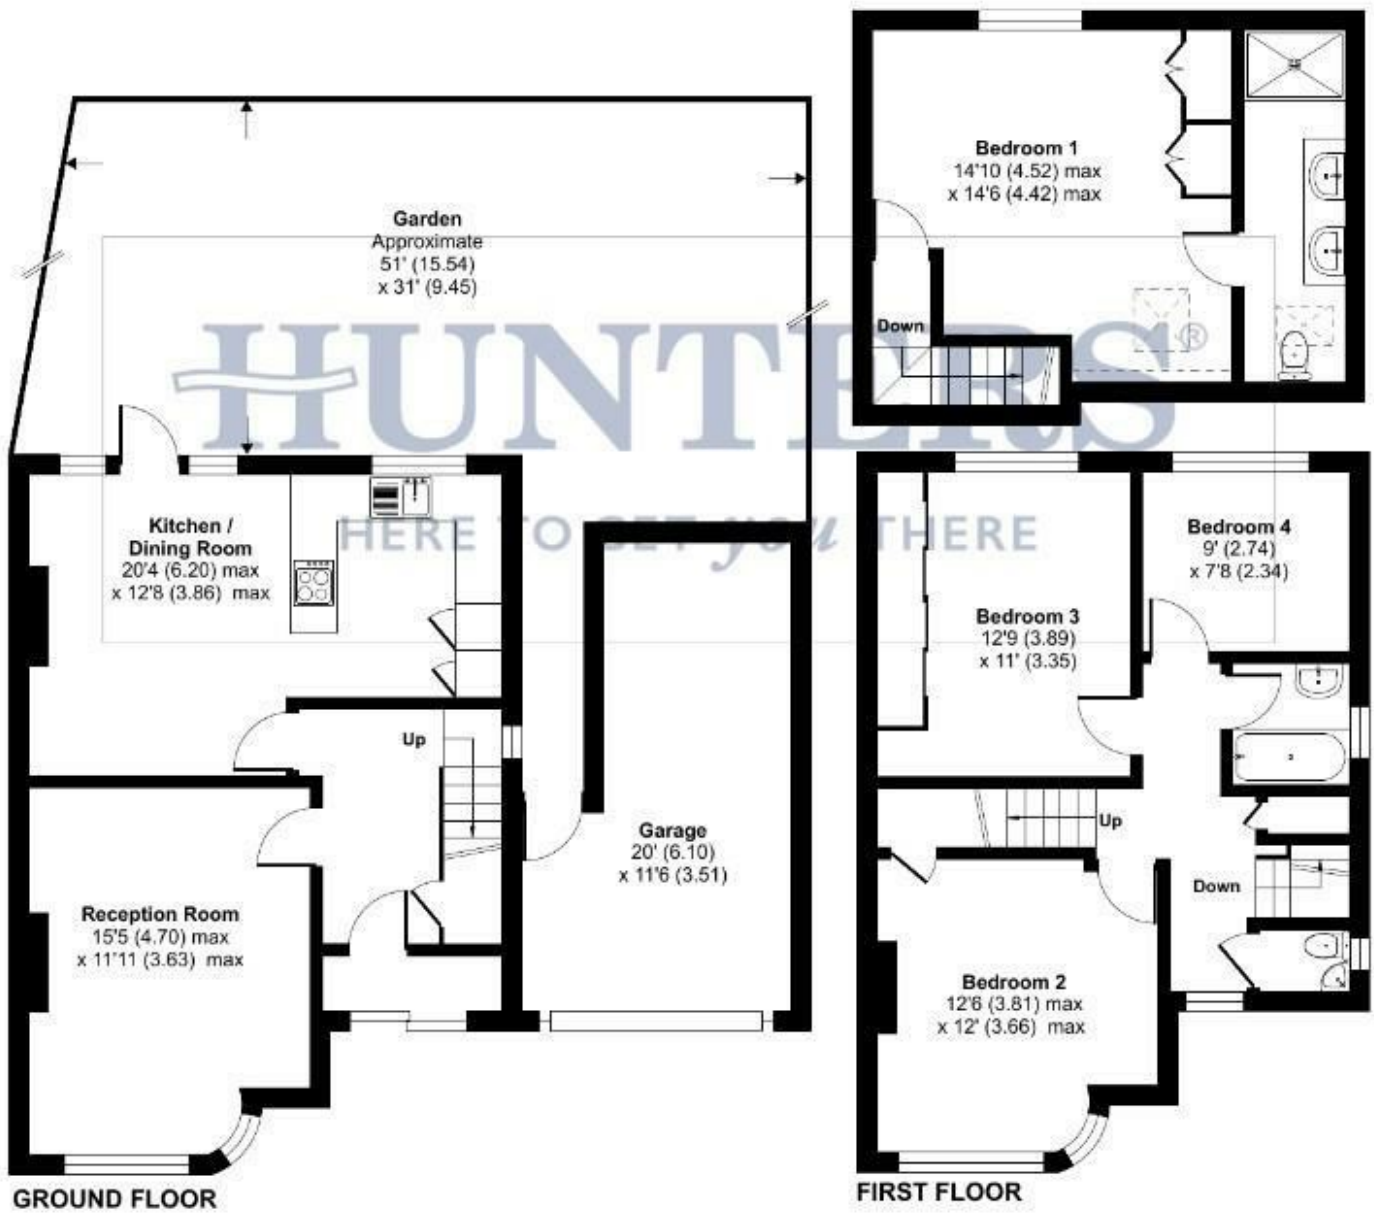 Garden
Approximate
51' (15.54)
x 31' (9.45)
HUNTERS®
HERE TO GET you THERE
Kitchen /
Dining Room
20'4 (6.20) max
x 12'8 (3.86) max
Up
Reception Room
15'5 (4.70) max
x 11'11 (3.63) max
Garage
20' (6.10)
x 11'6 (3.51)
GROUND FLOOR
Bedroom 1
14'10 (4.52) max
x 14'6 (4.42) max
Down
Bedroom 4
9' (2.74)
x 7'8 (2.34)
Bedroom 3
12'9 (3.89)
x 11' (3.35)
Up
Down
Bedroom 2
12'6 (3.81) max
x 12' (3.66) max
FIRST FLOOR